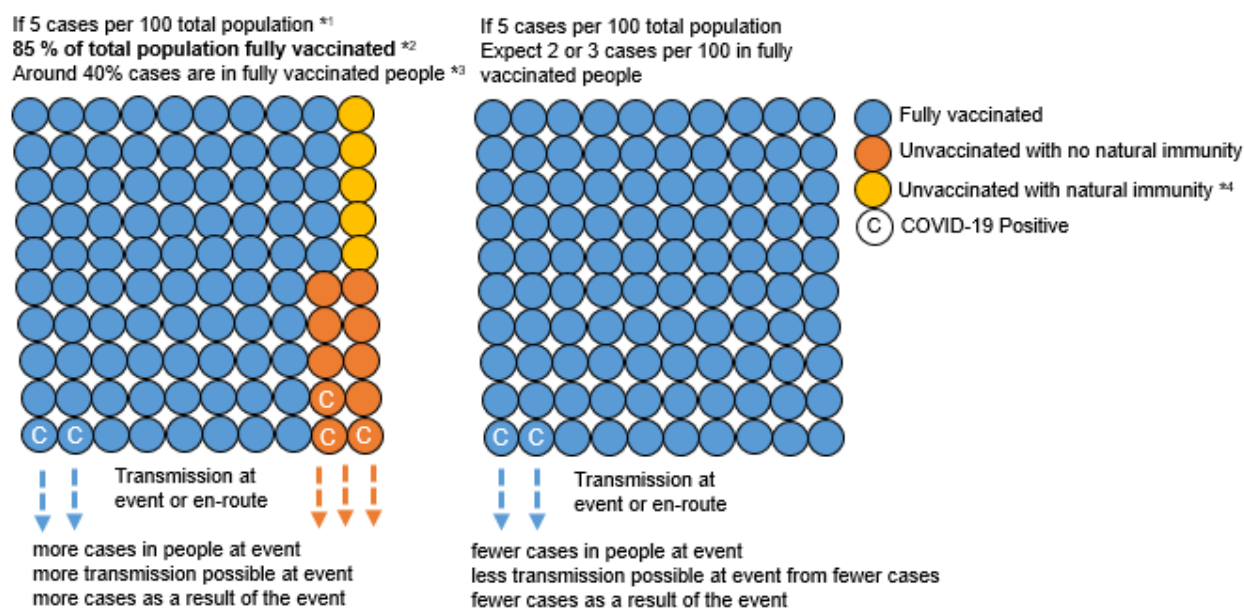 If 5 cases per 100 total population *1
85 % of total population fully vaccinated *2
Around 40% cases are in fully vaccinated people *3
If 5 cases per 100 total population
Expect 2 or 3 cases per 100 in fully
vaccinated people
Fully vaccinated
Unvaccinated with no natural immunity
Unvaccinated with natural immunity *4
C COVID-19 Positive
C
C C C C
C C
Transmission at
event or en-route
more cases in people at event
more transmission possible at event
more cases as a result of the event
Transmission at
event or en-route
fewer cases in people at event
less transmission possible at event from fewer cases
fewer cases as a result of the event